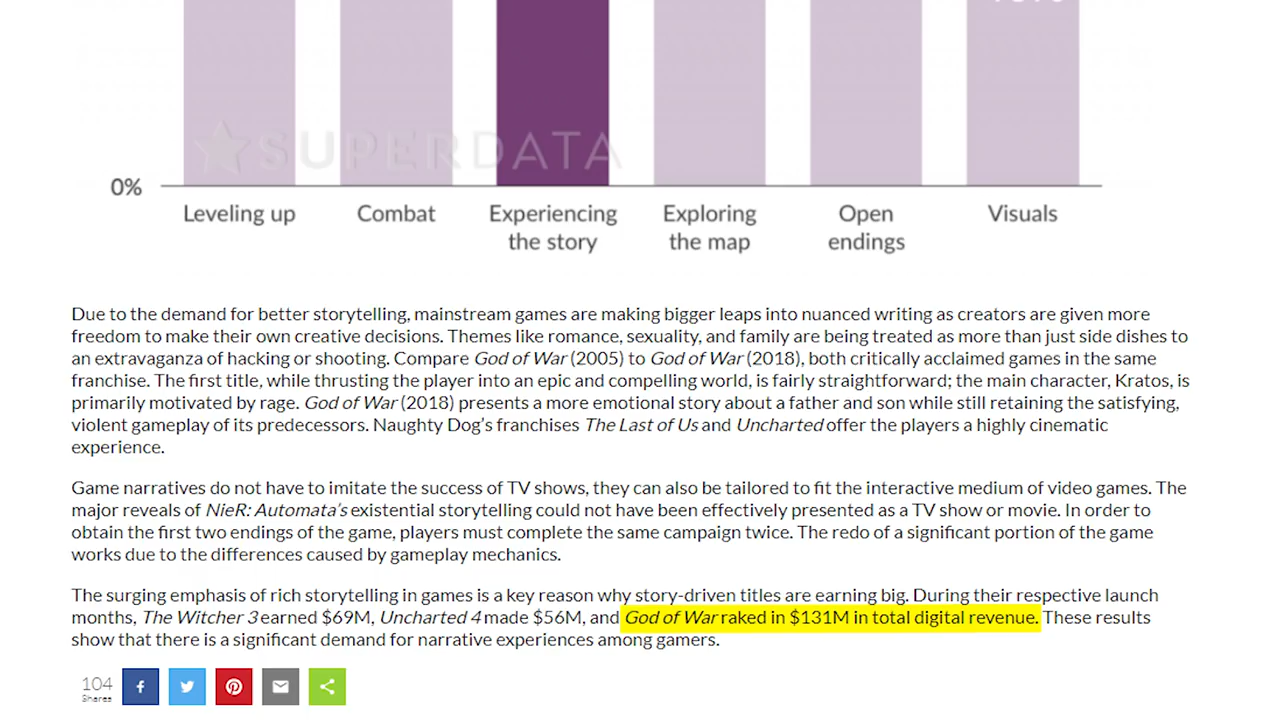 SUPERDATA
0%
Leveling up
Combat
Experiencing
the story
Exploring
the map
Open
endings
Visuals
Due to the demand for better storytelling, mainstream games are making bigger leaps into nuanced writing as creators are given more
freedom to make their own creative decisions. Themes like romance, sexuality, and family are being treated as more than just side dishes to
an extravaganza of hacking or shooting. Compare God of War (2005) to God of War (2018), both critically acclaimed games in the same
franchise. The first title, while thrusting the player into an epic and compelling world, is fairly straightforward; the main character, Kratos, is
primarily motivated by rage. God of War (2018) presents a more emotional story about a father and son while still retaining the satisfying,
violent gameplay of its predecessors. Naughty Dog's franchises The Last of Us and Uncharted offer the players a highly cinematic
experience.
Game narratives do not have to imitate the success of TV shows, they can also be tailored to fit the interactive medium of video games. The
major reveals of NieR: Automata's existential storytelling could not have been effectively presented as a TV show or movie. In order to
obtain the first two endings of the game, players must complete the same campaign twice. The redo of a significant portion of the game
works due to the differences caused by gameplay mechanics.
The surging emphasis of rich storytelling in games is a key reason why story-driven titles are earning big. During their respective launch
months, The Witcher 3 earned $69M, Uncharted 4 made $56M, and God of War raked in $131M in total digital revenue. These results
show that there is a significant demand for narrative experiences among gamers.
104
Shares